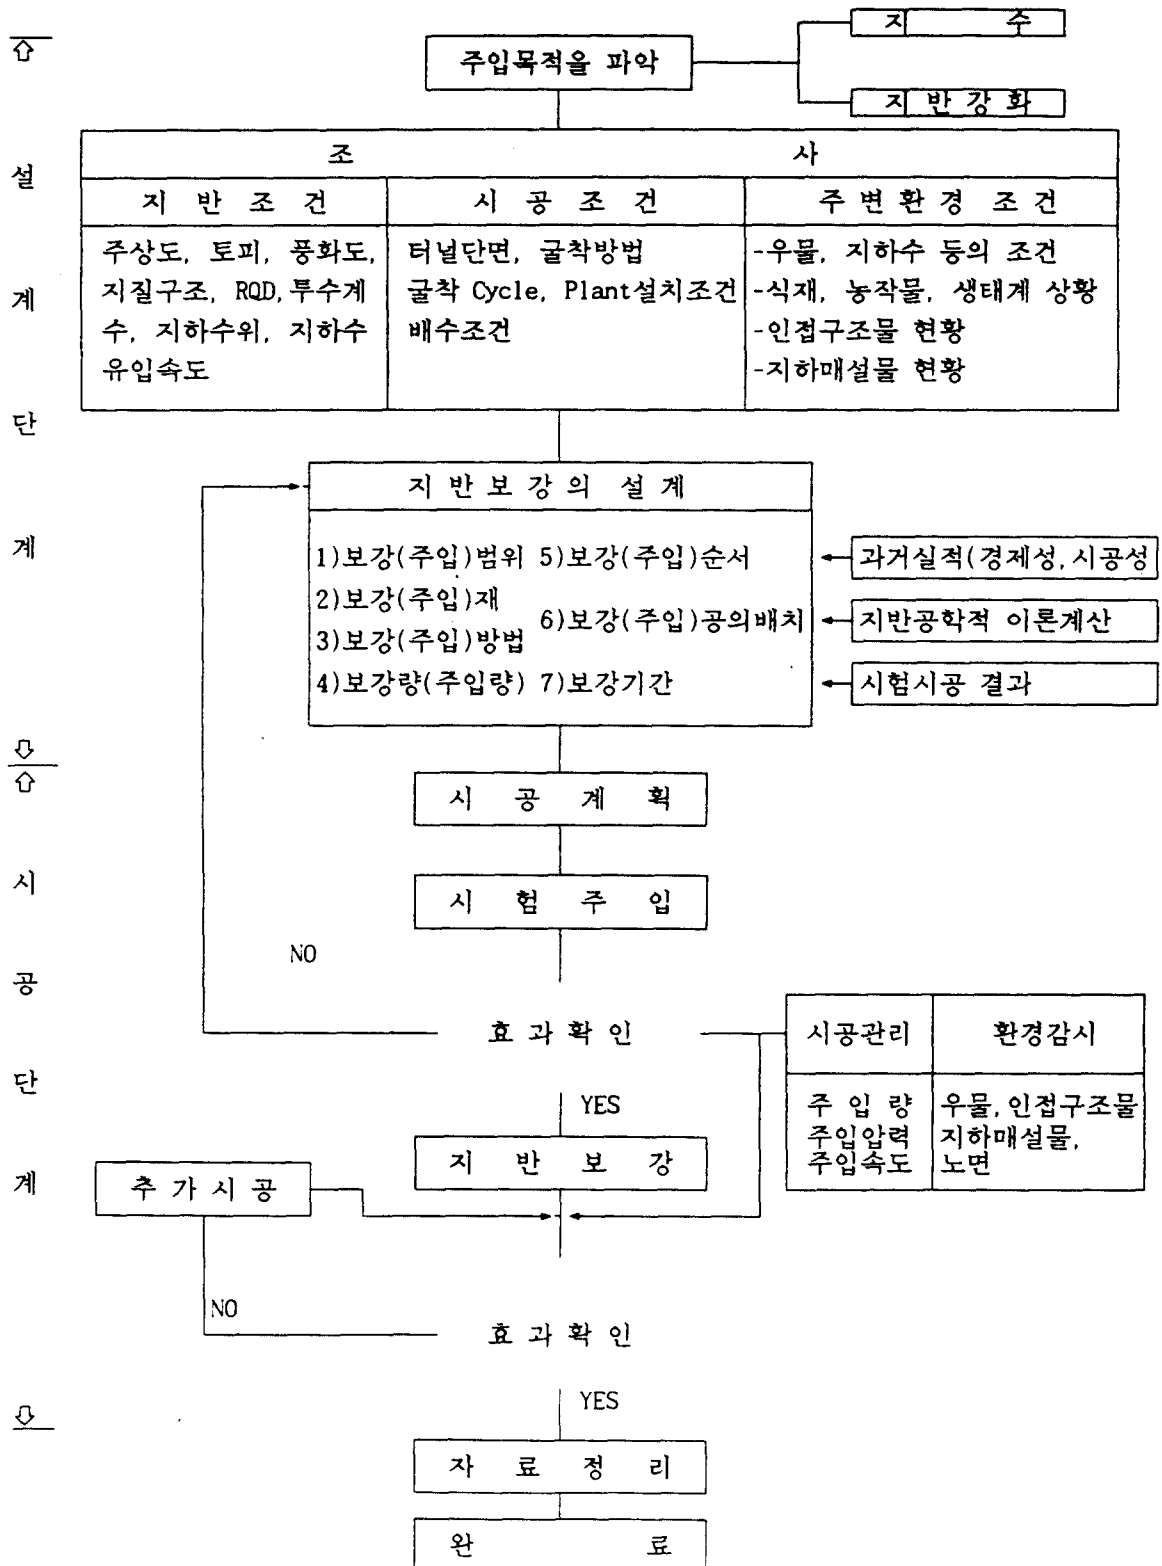 지 수
주입목적을 파악
지 반 강 화
설 계 단 계
조 사
지 반 조 건
시 공 조 건
주 변 환 경 조 건
주상도, 토피, 풍화도,
지질구조, RQD, 투수계
수, 지하수위, 지하수
유입속도
터널단면, 굴착방법
굴착 Cycle, Plant설치조건
배수조건
-우물, 지하수 등의 조건
-식재, 농작물, 생태계 상황
-인접구조물 현황
-지하매설물 현황
지 반 보 강 의 설 계
1)보강(주입)범위 5)보강(주입)순서
2)보강(주입)재
6)보강(주입)공의배치
3)보강(주입)방법
4)보강량(주입량) 7)보강기간
과거실적(경제성,시공성
지반공학적 이론계산
시험시공 결과
시 공 단 계
시 공 계 획
시 험 주 입
NO
효 과 확 인
시공관리
환경감시
주 입 량
주입압력
주입속도
우물, 인접구조물
지하매설물,
노면
YES
지 반 보 강
추 가 시 공
NO
효 과 확 인
YES
자 료 정 리
완 료